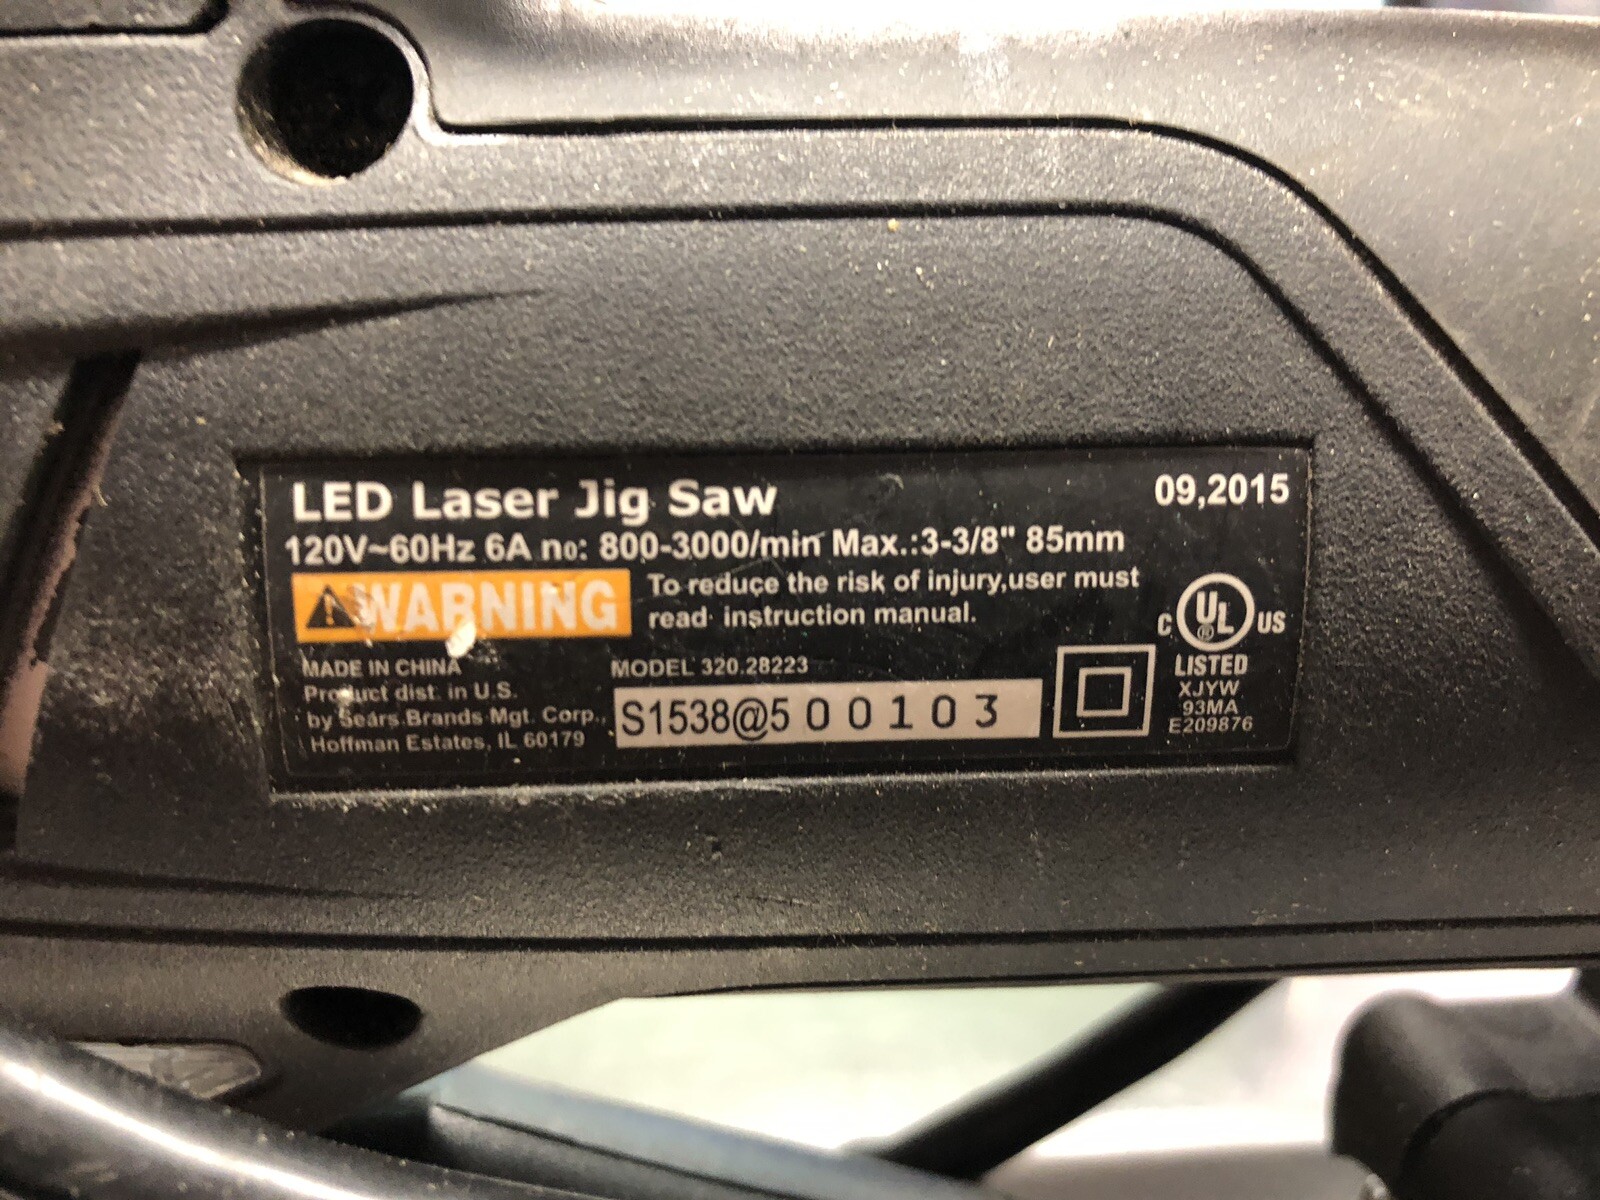 LED Laser Jig Saw 09,2015
120V~60Hz 6A n₀: 800-3000/min Max.:3-3/8" 85mm
WARNING To reduce the risk of injury,user must
read instruction manual.
C UL ® US
LISTED
XJYW
93MA
E209876
MADE IN CHINA
Product dist. in U.S.
by Sears Brands Mgt. Corp.,
Hoffman Estates, IL 60179
MODEL 320.28223
S1538@500103